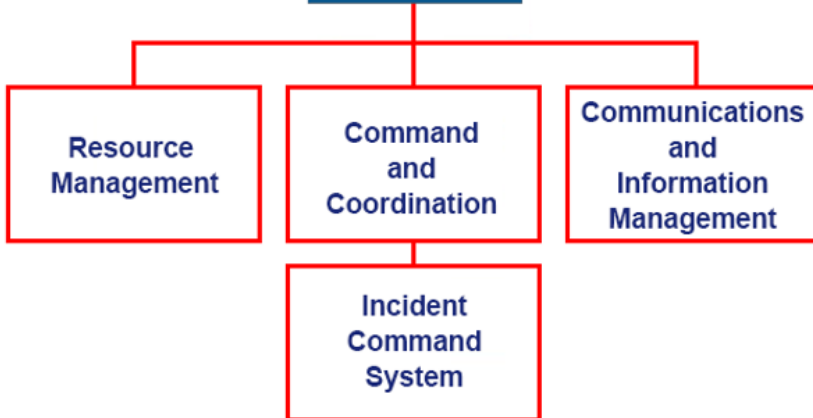 Resource
Management
Command
and
Coordination
Communications
and
Information
Management
Incident
Command
System